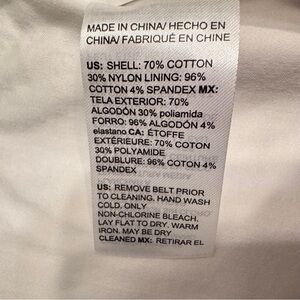 MADE IN CHINA/ HECHO EN
CHINA/ FABRIQUÉ EN CHINE
US: SHELL: 70% COTTON
30% NYLON LINING: 96%
COTTON 4% SPANDEX MX:
TELA EXTERIOR: 70%
ALGODÓN 30% poliamida
FORRO: 96% ALGODÓN 4%
elastano CA: ÉTOFFE
EXTÉRIEURE: 70% COTON
30% POLYAMIDE
DOUBLURE: 96% COTON 4%
SPANDEX
US: REMOVE BELT PRIOR
TO CLEANING. HAND WASH
COLD. ONLY
NON-CHLORINE BLEACH.
LAY FLAT TO DRY. WARM
IRON. MAY BE DRY
CLEANED MX: RETIRAR EL